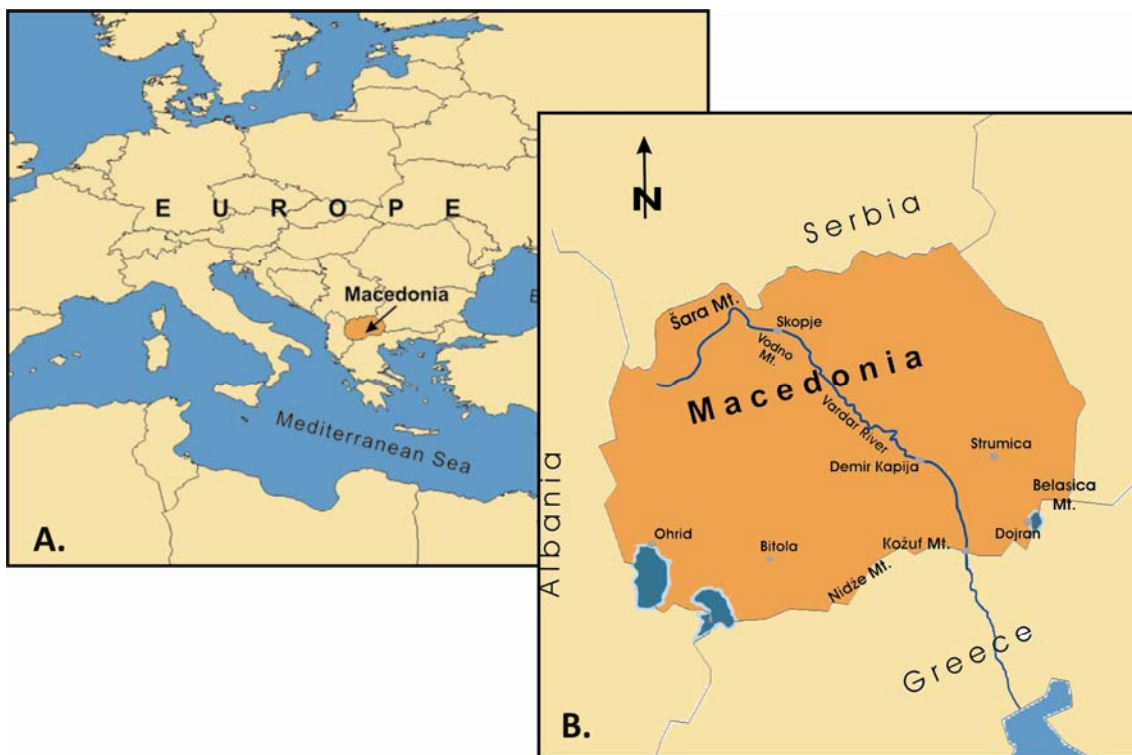 EUROPE
Macedonia
Mediterranean Sea
A.
N
Serbia
Šara Mt.
Skopje
Vodno
Mt.
Macedonia
Vardar River
Strumica
Demir Kapija
Belasica
Mt.
Dojran
Albania
Ohrid
Bitola
Kožuf Mt.
Nidže Mt.
Greece
B.